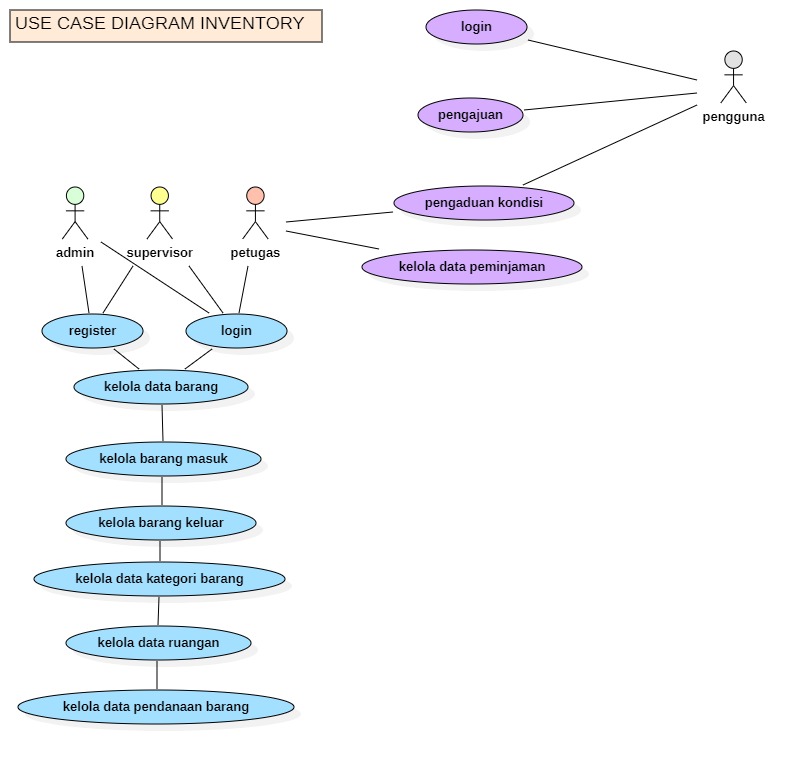 USE CASE DIAGRAM INVENTORY
login
pengajuan
pengguna
pengaduan kondisi
kelola data peminjaman
admin
supervisor
petugas
register
login
kelola data barang
kelola barang masuk
kelola barang keluar
kelola data kategori barang
kelola data ruangan
kelola data pendanaan barang